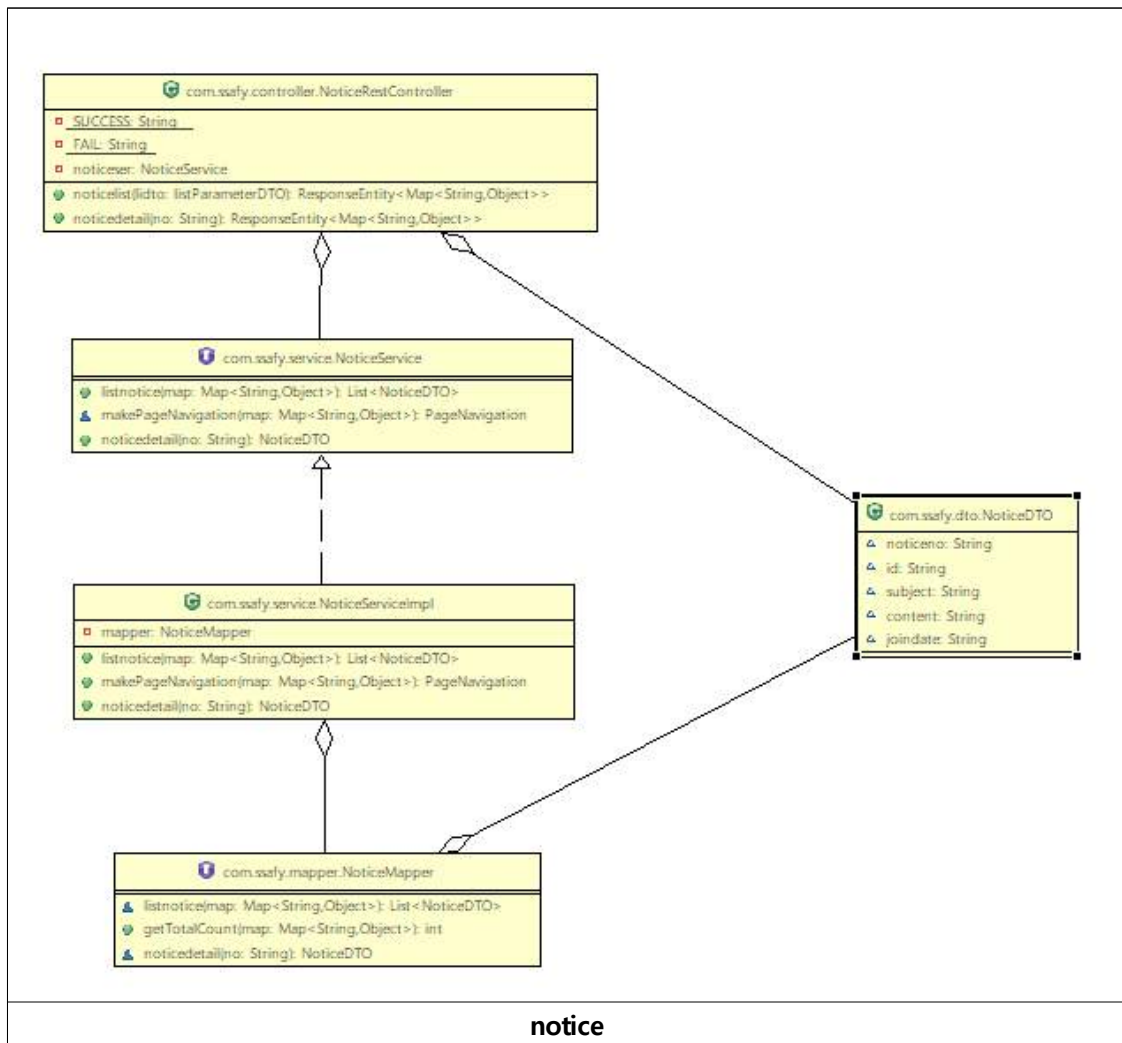 com.ssafy.controller.NoticeRestController
SUCCESS: String
FAIL: String
noticeser: NoticeService
noticelist(lidto: listParameterDTO): ResponseEntity<Map<String,Object>>
noticedetail(no: String): ResponseEntity<Map<String,Object>>
com.ssafy.service.NoticeService
listnotice(map: Map<String,Object>): List<NoticeDTO>
makePageNavigation(map: Map<String,Object>): PageNavigation
noticedetail(no: String): NoticeDTO
com.ssafy.dto.NoticeDTO
noticeno: String
id: String
subject: String
content: String
joindate: String
com.ssafy.service.NoticeServiceImpl
mapper: NoticeMapper
listnotice(map: Map<String,Object>): List<NoticeDTO>
makePageNavigation(map: Map<String,Object>): PageNavigation
noticedetail(no: String): NoticeDTO
com.ssafy.mapper.NoticeMapper
listnotice(map: Map<String,Object>): List<NoticeDTO>
getTotalCount(map: Map<String,Object>): int
noticedetail(no: String): NoticeDTO
notice